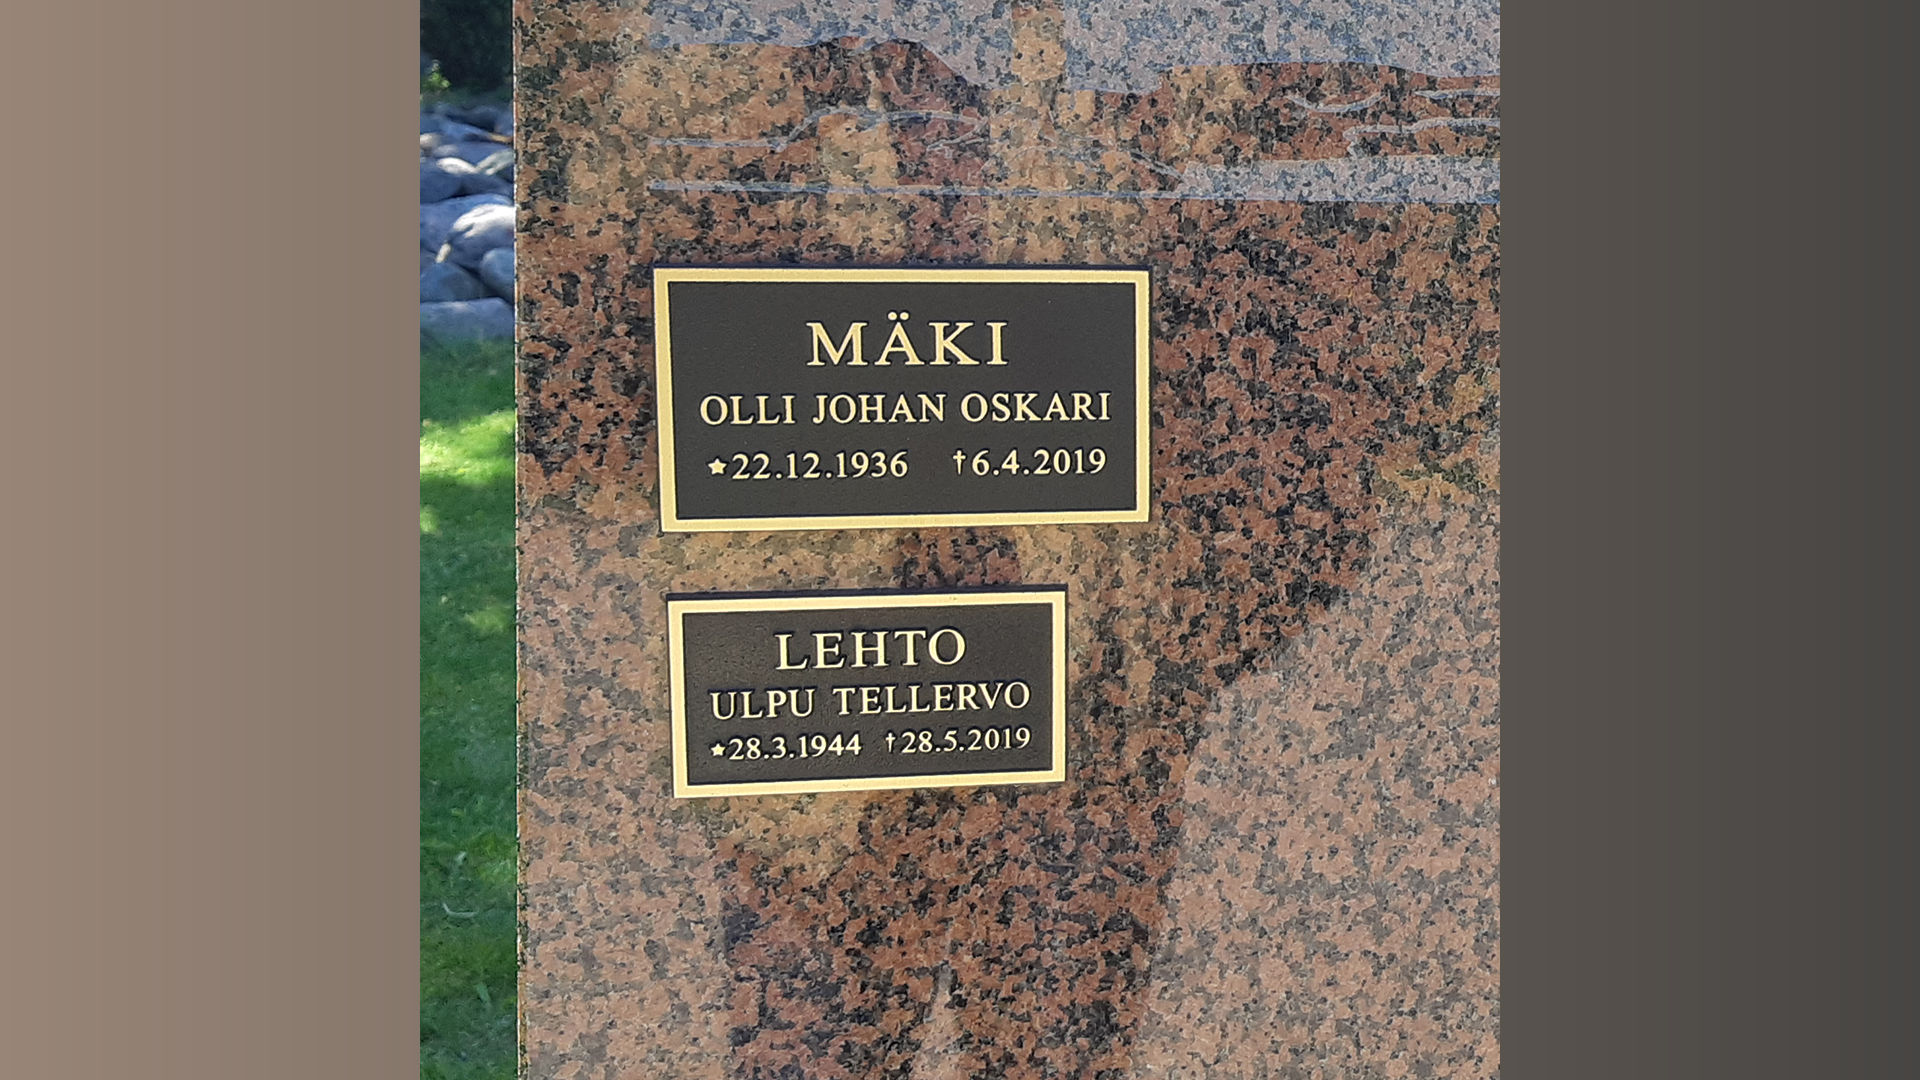 MÄKI
OLLI JOHAN OSKARI
★22.12.1936 †6.4.2019
LEHTO
ULPU TELLERVO
★28.3.1944 †28.5.2019